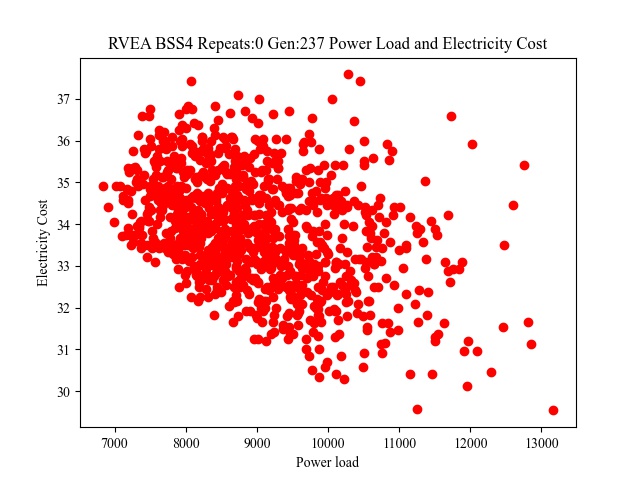 RVEA BSS4 Repeats:0 Gen:237 Power Load and Electricity Cost
37
36
35
34
33
32
31
30
Electricity Cost
7000 8000 9000 10000 11000 12000 13000
Power load